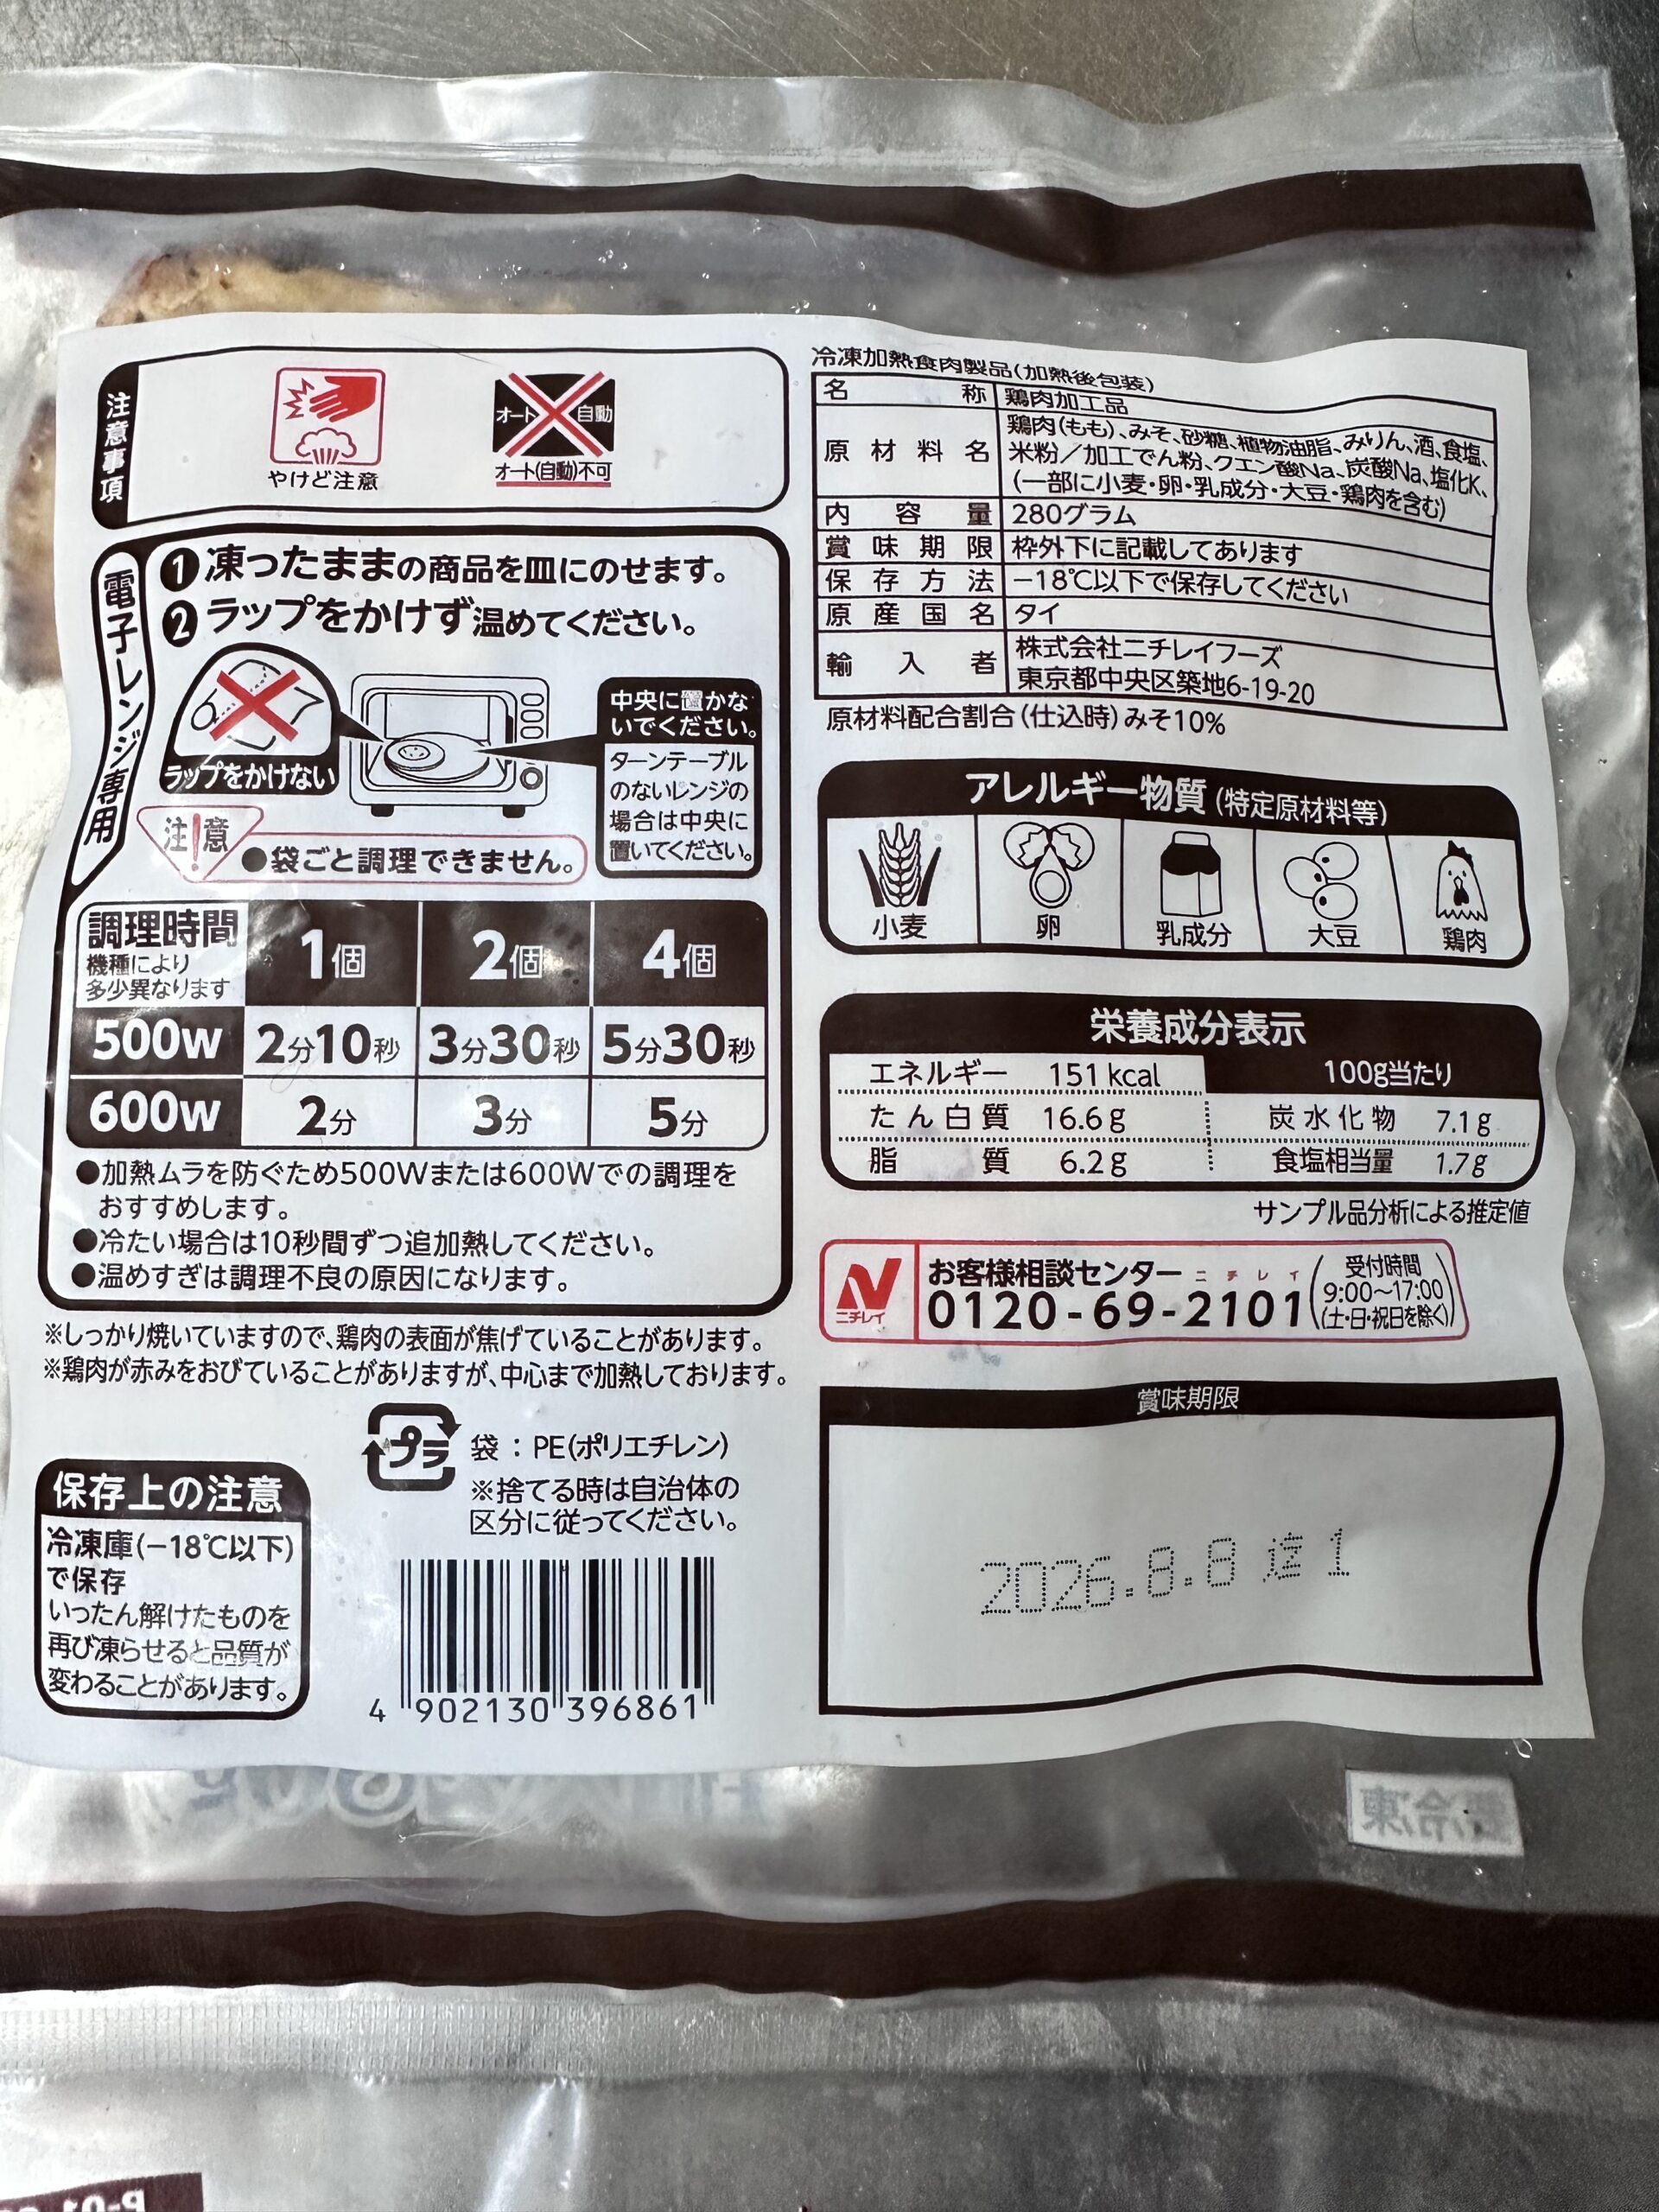 注意事項
やけど注意
オート 自動
オート(自動)不可
電子レンジ専用
❶凍ったままの商品を皿にのせます。
❷ラップをかけず温めてください。
ラップをかけない
中央に置かな
いでください。
ターンテーブル
のないレンジの
場合は中央に
置いてください。
注!意
●袋ごと調理できません。
調理時間
機種により
多少異なります
1個 2個 4個
500W 2分10秒 3分30秒 5分30秒
600W 2分 3分 5分
●加熱ムラを防ぐため500Wまたは600Wでの調理を
おすすめします。
●冷たい場合は10秒間ずつ追加熱してください。
●温めすぎは調理不良の原因になります。
※しっかり焼いていますので、鶏肉の表面が焦げていることがあります。
※鶏肉が赤みをおびていることがありますが、中心まで加熱しております。
プラ
袋:PE(ポリエチレン)
※捨てる時は自治体の
区分に従ってください。
保存上の注意
冷凍庫(−18℃以下)
で保存
いったん解けたものを
再び凍らせると品質が
変わることがあります。
4 902130 396861
冷凍加熱食肉製品(加熱後包装)
名称 鶏肉加工品
原材料名 鶏肉(もも)、みそ、砂糖、植物油脂、みりん、酒、食塩、
米粉/加工でん粉、クエン酸Na、炭酸Na、塩化K、
(一部に小麦・卵・乳成分・大豆・鶏肉を含む)
内容量 280グラム
賞味期限 枠外下に記載してあります
保存方法 −18℃以下で保存してください
原産国名 タイ
輸入者 株式会社ニチレイフーズ
東京都中央区築地6-19-20
原材料配合割合(仕込時)みそ10%
アレルギー物質(特定原材料等)
小麦 卵 乳成分 大豆 鶏肉
栄養成分表示
エネルギー 151kcal 100g当たり
たん白質 16.6g 炭水化物 7.1g
脂質 6.2g 食塩相当量 1.7g
サンプル品分析による推定値
ニチレイ
お客様相談センター ニチレイ
0120-69-2101
受付時間
9:00〜17:00
(土・日・祝日を除く)
賞味期限
2026.8.8 迄 1
要冷凍